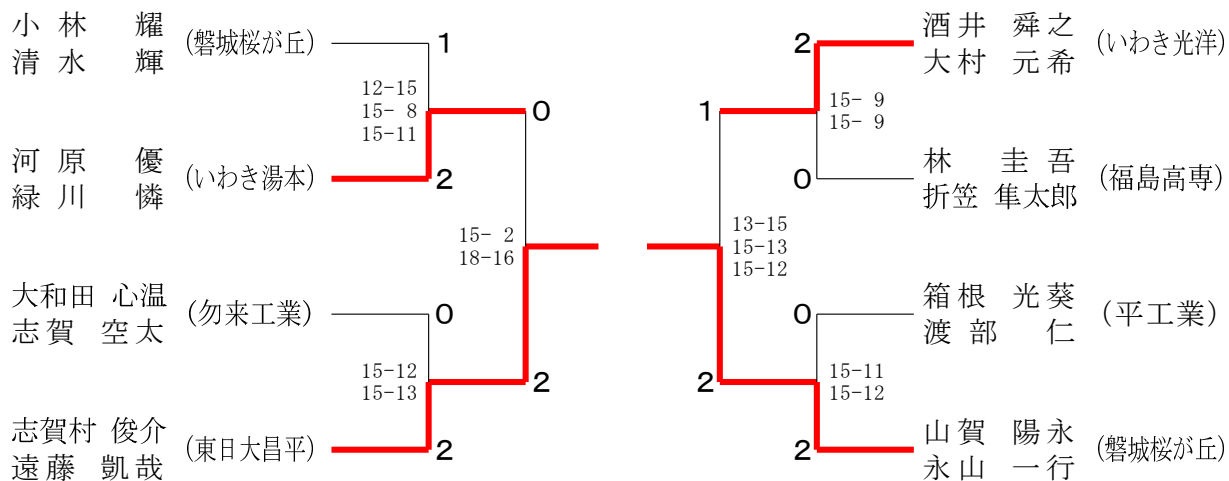 小林 耀
清水 輝
(磐城桜が丘)
1
12-15
15- 8
15-11
0
河原 優
緑川 憐
(いわき湯本)
2
15- 2
18-16
大和田 心温
志賀 空太
(勿来工業)
0
15-12
15-13
2
志賀村 俊介
遠藤 凱哉
(東日大昌平)
2
2
酒井 舜之
大村 元希
(いわき光洋)
1
15- 9
15- 9
0
林 圭吾
折笠 隼太郎
(福島高専)
13-15
15-13
15-12
0
箱根 光葵
渡部 仁
(平工業)
2
15-11
15-12
2
山賀 陽永
永山 一行
(磐城桜が丘)